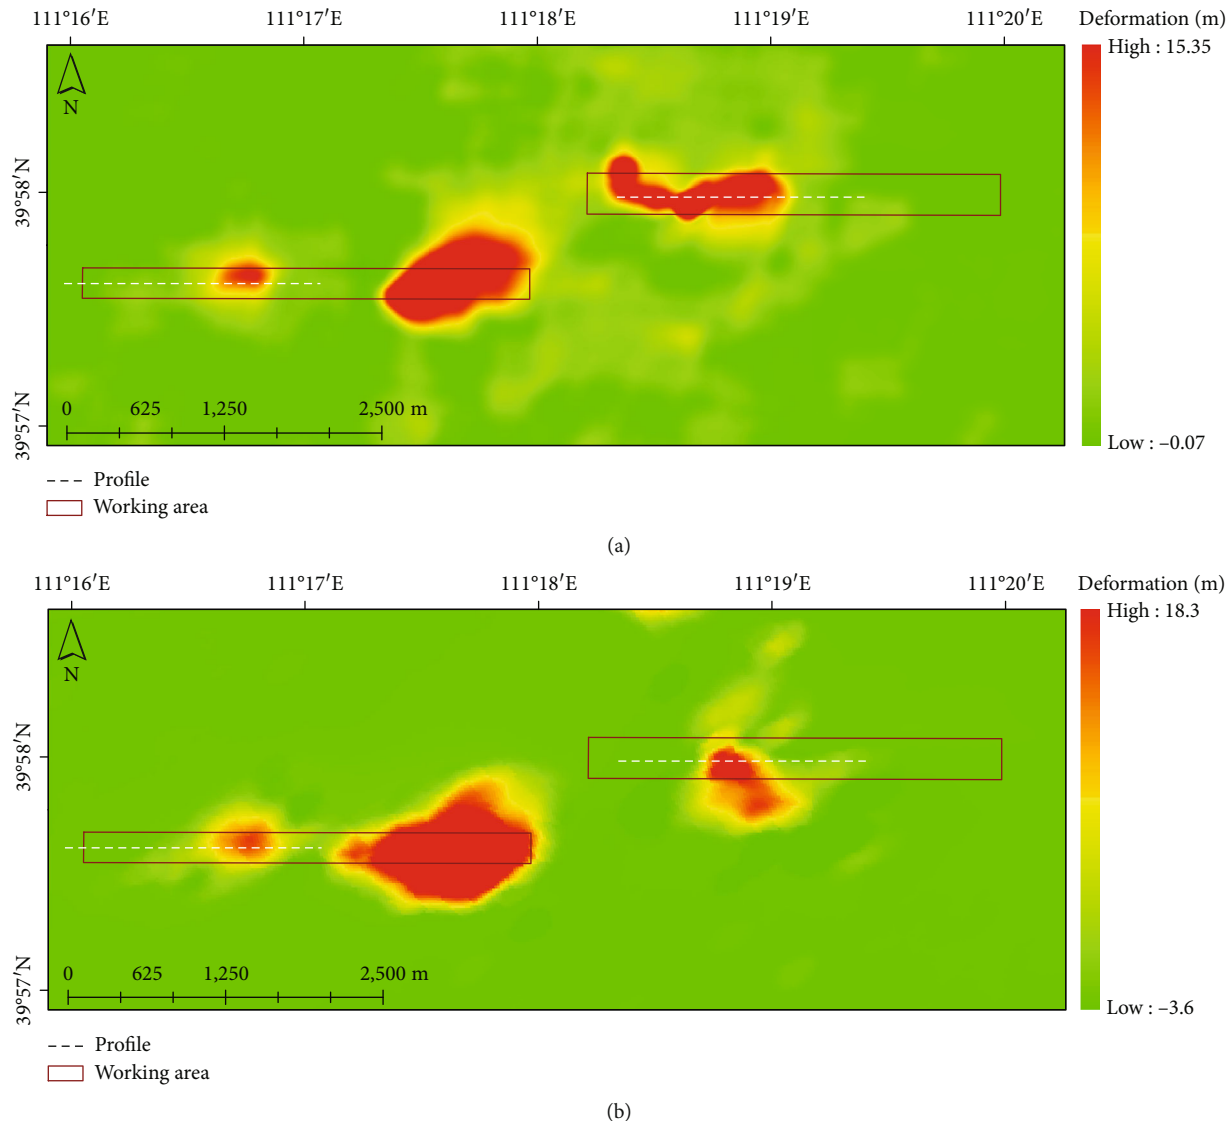 111°16′E 111°17′E 111°18′E 111°19′E 111°20′E Deformation (m)
High : 15.35
N
39°58′N
0 625 1,250 2,500 m
39°57′N
Low : –0.07
Profile
Working area
(a)
111°16′E 111°17′E 111°18′E 111°19′E 111°20′E Deformation (m)
High : 18.3
N
39°58′N
0 625 1,250 2,500 m
39°57′N
Low : –3.6
Profile
Working area
(b)